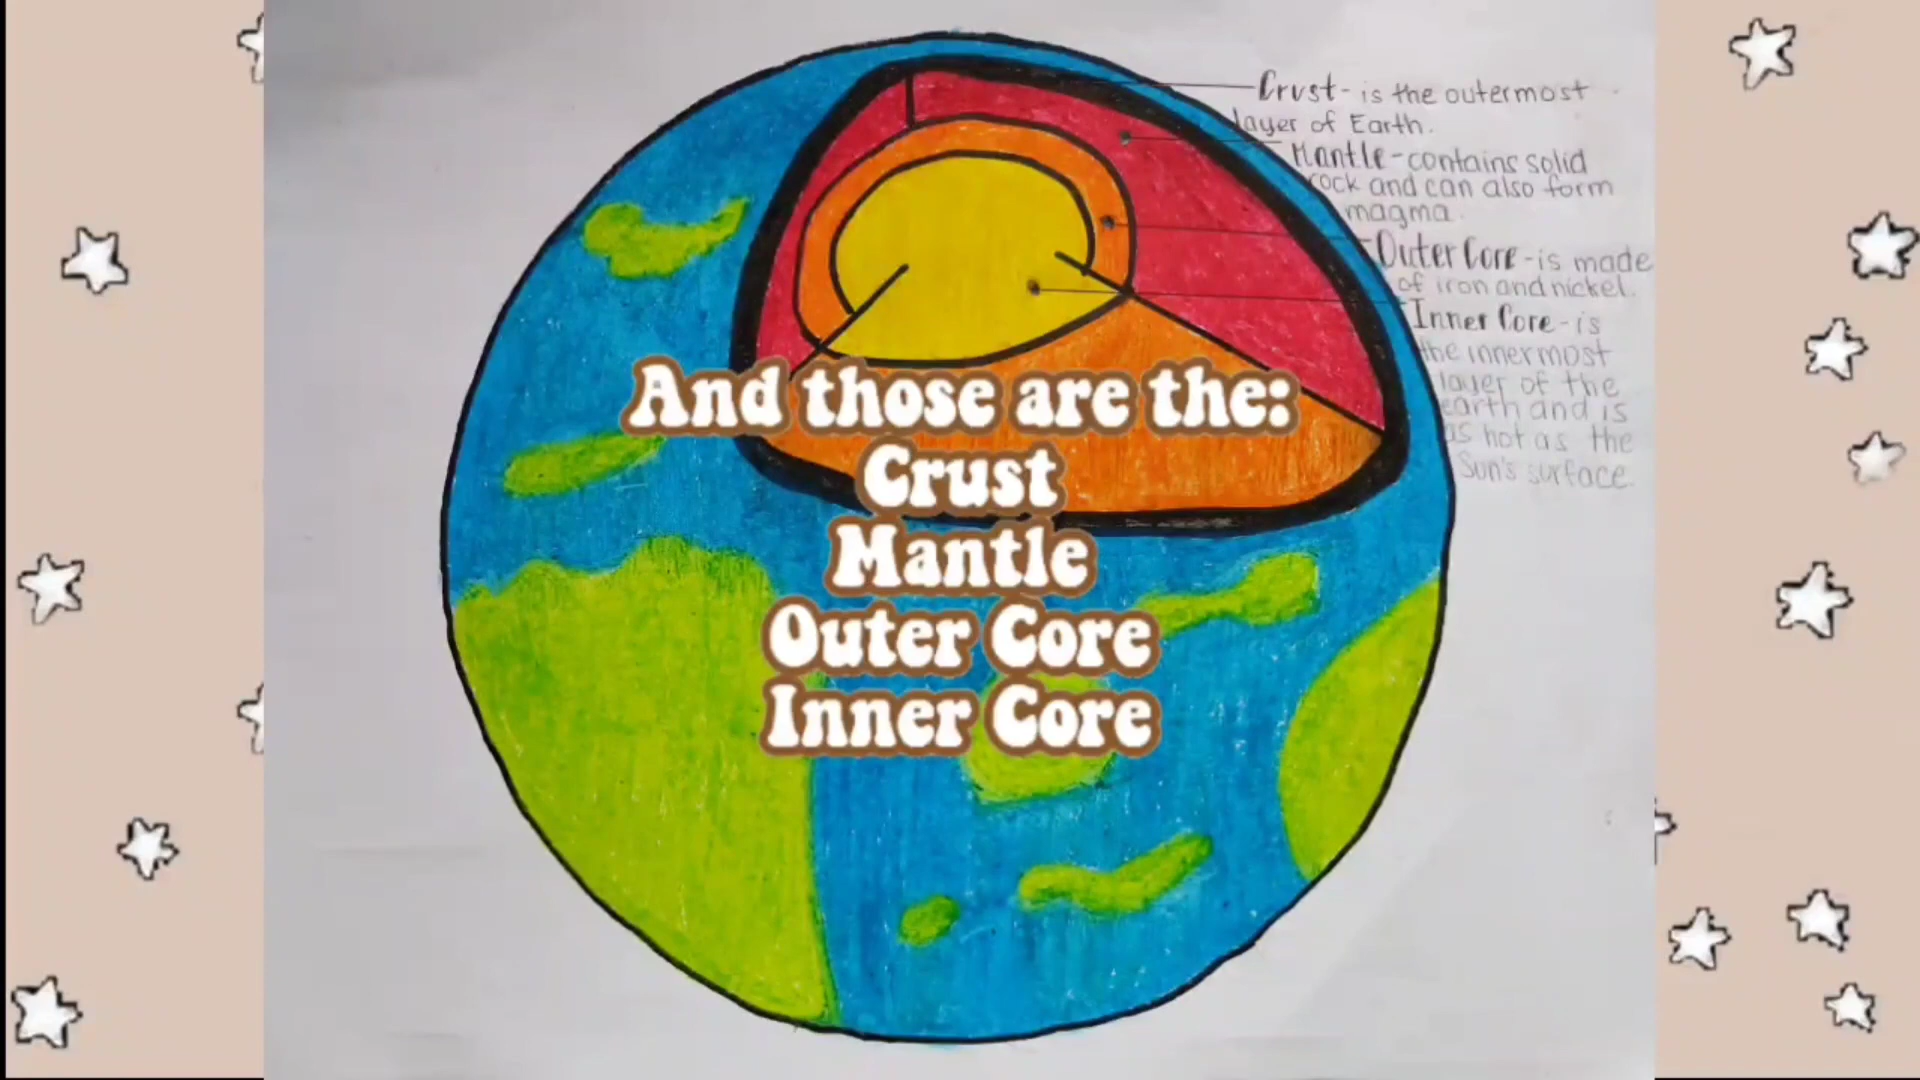 Crust - is the outermost
layer of Earth.
Mantle - contains solid
rock and can also form
magma.
Outer Core - is made
of iron and nickel.
Inner Core - is
the innermost
layer of the
earth and is
as hot as the
Sun's surface.
And those are the:
Crust
Mantle
Outer Core
Inner Core